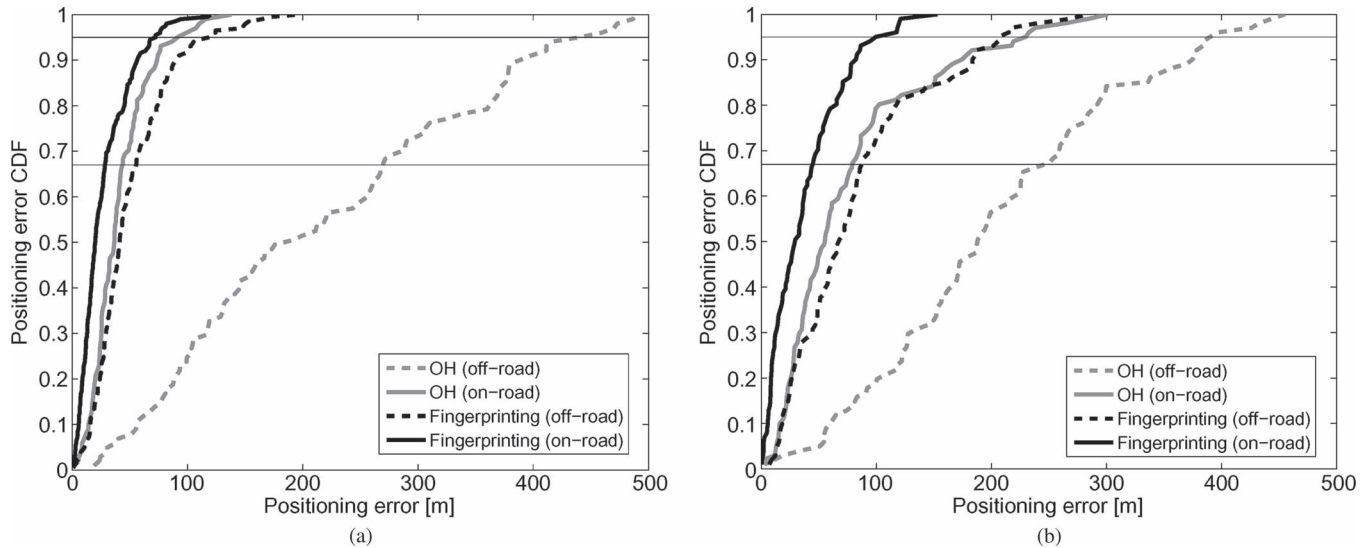 1
0.9
0.8
0.7
0.6
0.5
0.4
0.3
0.2
0.1
0
Positioning error CDF
OH (off-road)
OH (on-road)
Fingerprinting (off-road)
Fingerprinting (on-road)
0 100 200 300 400 500
Positioning error [m]
(a)
1
0.9
0.8
0.7
0.6
0.5
0.4
0.3
0.2
0.1
0
Positioning error CDF
OH (off-road)
OH (on-road)
Fingerprinting (off-road)
Fingerprinting (on-road)
0 100 200 300 400 500
Positioning error [m]
(b)